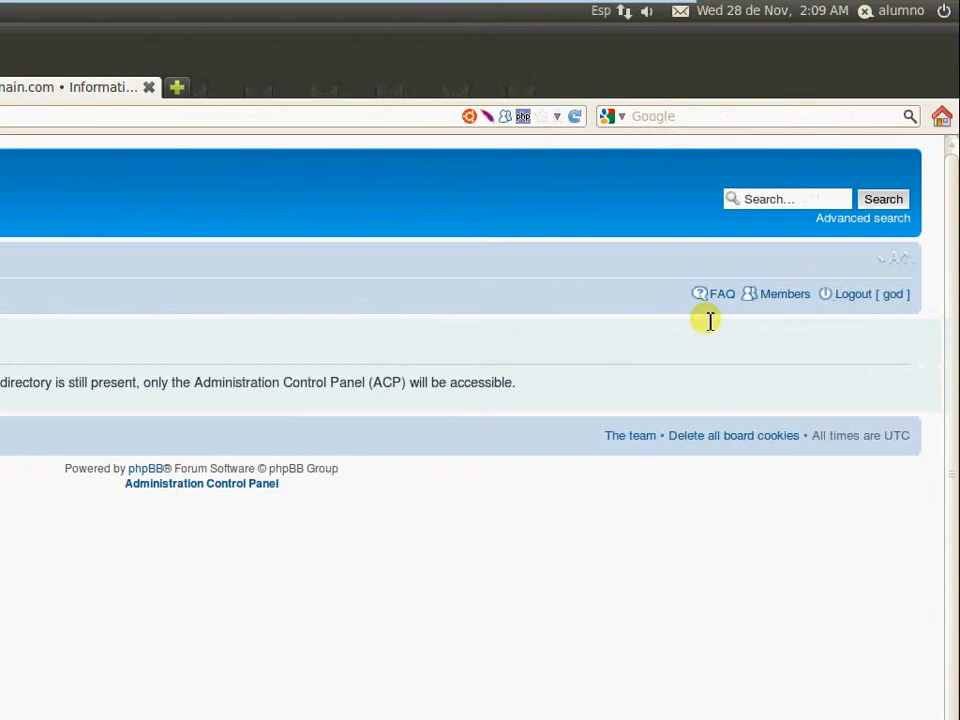 Esp Wed 28 de Nov, 2:09 AM alumno
main.com • Informati...
php Google
Search... Search
Advanced search
FAQ Members Logout [ god ]
directory is still present, only the Administration Control Panel (ACP) will be accessible.
The team • Delete all board cookies • All times are UTC
Powered by phpBB® Forum Software © phpBB Group
Administration Control Panel